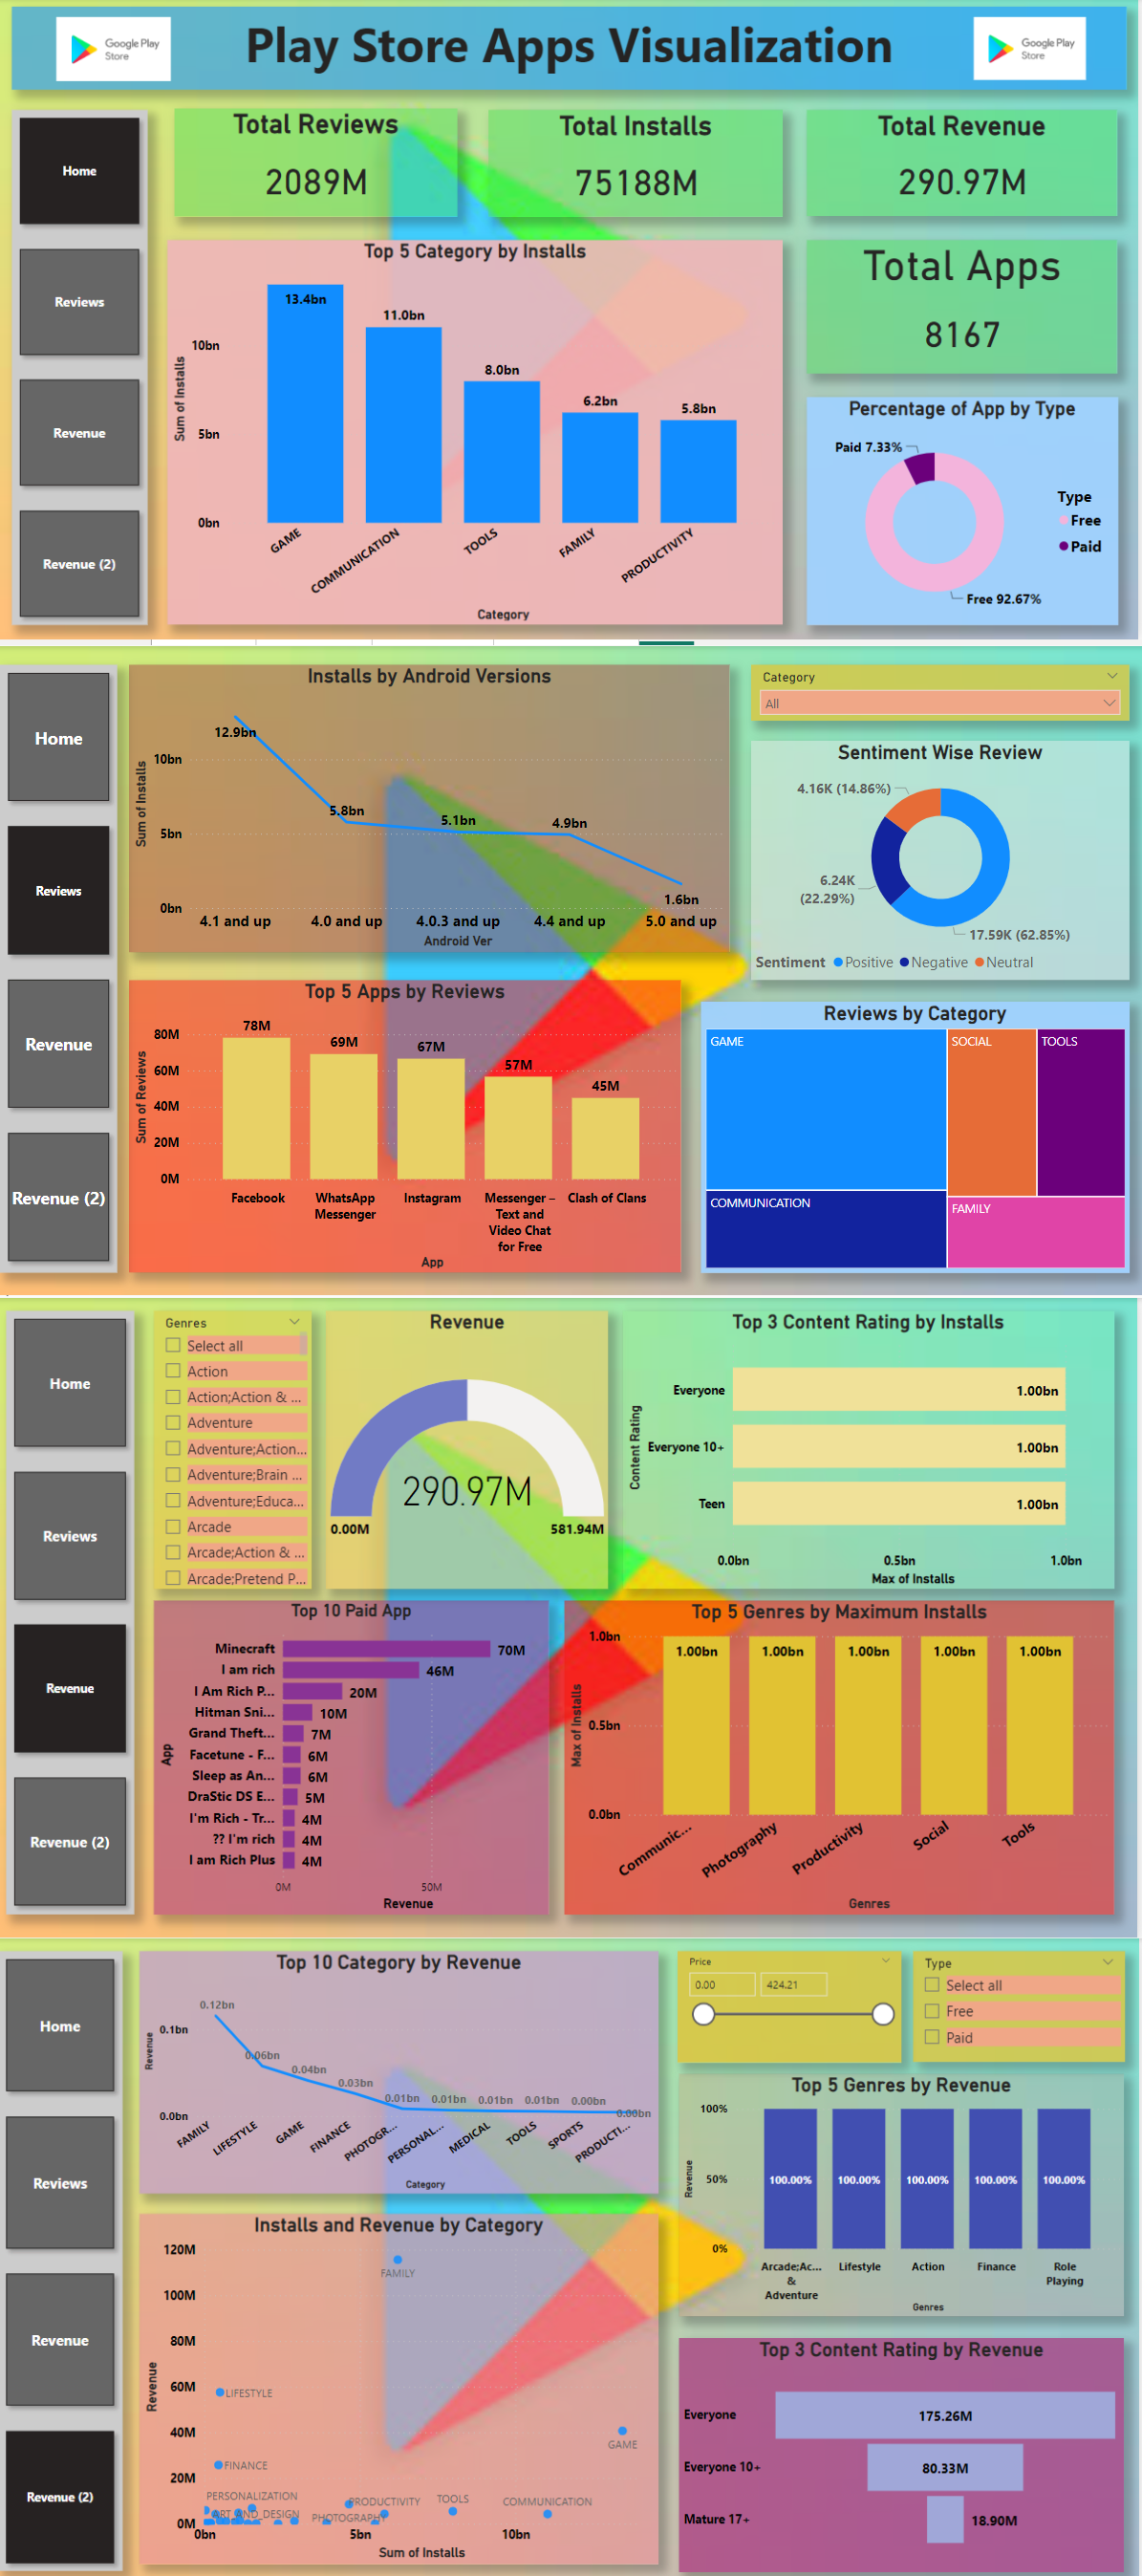 Google Play
Store
Play Store Apps Visualization
Google Play
Store
Home
Reviews
Revenue
Revenue (2)
Total Reviews
2089M
Total Installs
75188M
Total Revenue
290.97M
Top 5 Category by Installs
Sum of Installs
10bn
5bn
0bn
13.4bn
11.0bn
8.0bn
6.2bn
5.8bn
GAME
COMMUNICATION
TOOLS
FAMILY
PRODUCTIVITY
Category
Total Apps
8167
Percentage of App by Type
Paid 7.33%
Free 92.67%
Type
Free
Paid
Home
Reviews
Revenue
Revenue (2)
Installs by Android Versions
Sum of Installs
10bn
5bn
0bn
12.9bn
5.8bn
5.1bn
4.9bn
1.6bn
4.1 and up
4.0 and up
4.0.3 and up
4.4 and up
5.0 and up
Android Ver
Category
All
Sentiment Wise Review
4.16K (14.86%)
6.24K
(22.29%)
17.59K (62.85%)
Sentiment
Positive
Negative
Neutral
Top 5 Apps by Reviews
Sum of Reviews
80M
60M
40M
20M
0M
78M
69M
67M
57M
45M
Facebook
WhatsApp
Messenger
Instagram
Messenger –
Text and
Video Chat
for Free
Clash of Clans
App
Reviews by Category
GAME
SOCIAL
TOOLS
COMMUNICATION
FAMILY
Home
Reviews
Revenue
Revenue (2)
Genres
Select all
Action
Action;Action & ...
Adventure
Adventure;Action...
Adventure;Brain ...
Adventure;Educa...
Arcade
Arcade;Action & ...
Arcade;Pretend P...
Revenue
290.97M
0.00M
581.94M
Top 3 Content Rating by Installs
Content Rating
Everyone
1.00bn
Everyone 10+
1.00bn
Teen
1.00bn
0.0bn
0.5bn
1.0bn
Max of Installs
Top 10 Paid App
App
Minecraft
70M
I am rich
46M
I Am Rich P...
20M
Hitman Sni...
10M
Grand Theft...
7M
Facetune - F...
6M
Sleep as An...
6M
DraStic DS E...
5M
I'm Rich - Tr...
4M
?? I'm rich
4M
I am Rich Plus
4M
0M
50M
Revenue
Top 5 Genres by Maximum Installs
Max of Installs
1.0bn
0.5bn
0.0bn
1.00bn
1.00bn
1.00bn
1.00bn
1.00bn
Communic...
Photography
Productivity
Social
Tools
Genres
Home
Reviews
Revenue
Revenue (2)
Top 10 Category by Revenue
Revenue
0.1bn
0.0bn
0.12bn
0.06bn
0.04bn
0.03bn
0.01bn
0.01bn
0.01bn
0.01bn
0.00bn
0.00bn
FAMILY
LIFESTYLE
GAME
FINANCE
PHOTOGR...
PERSONAL...
MEDICAL
TOOLS
SPORTS
PRODUCTI...
Category
Price
0.00
424.21
Type
Select all
Free
Paid
Top 5 Genres by Revenue
Revenue
100%
50%
0%
100.00%
100.00%
100.00%
100.00%
100.00%
Arcade;Ac...
&
Adventure
Lifestyle
Action
Finance
Role
Playing
Genres
Installs and Revenue by Category
Revenue
120M
100M
80M
60M
40M
20M
0M
FAMILY
LIFESTYLE
GAME
FINANCE
PERSONALIZATION
ART_AND_DESIGN
PRODUCTIVITY
PHOTOGRAPHY
TOOLS
COMMUNICATION
0bn
5bn
10bn
Sum of Installs
Top 3 Content Rating by Revenue
Everyone
175.26M
Everyone 10+
80.33M
Mature 17+
18.90M